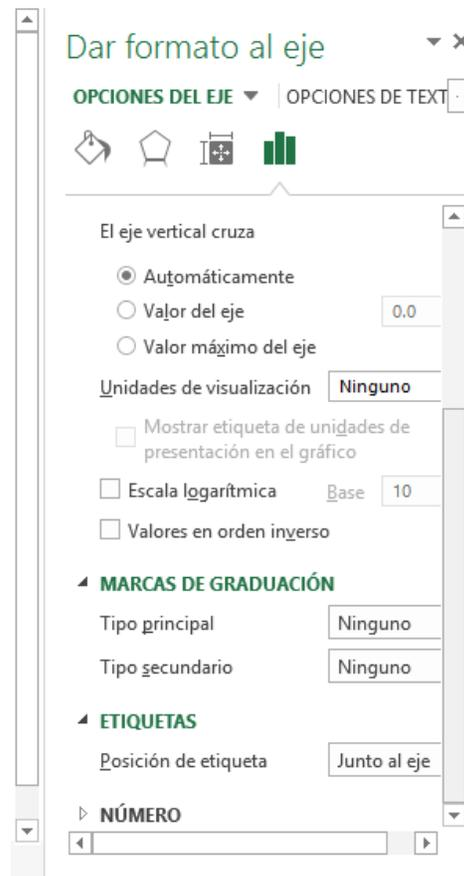 Dar formato al eje
OPCIONES DEL EJE OPCIONES DE TEXT
El eje vertical cruza
Automáticamente
Valor del eje 0.0
Valor máximo del eje
Unidades de visualización Ninguno
Mostrar etiqueta de unidades de
presentación en el gráfico
Escala logarítmica Base 10
Valores en orden inverso
MARCAS DE GRADUACIÓN
Tipo principal Ninguno
Tipo secundario Ninguno
ETIQUETAS
Posición de etiqueta Junto al eje
NÚMERO